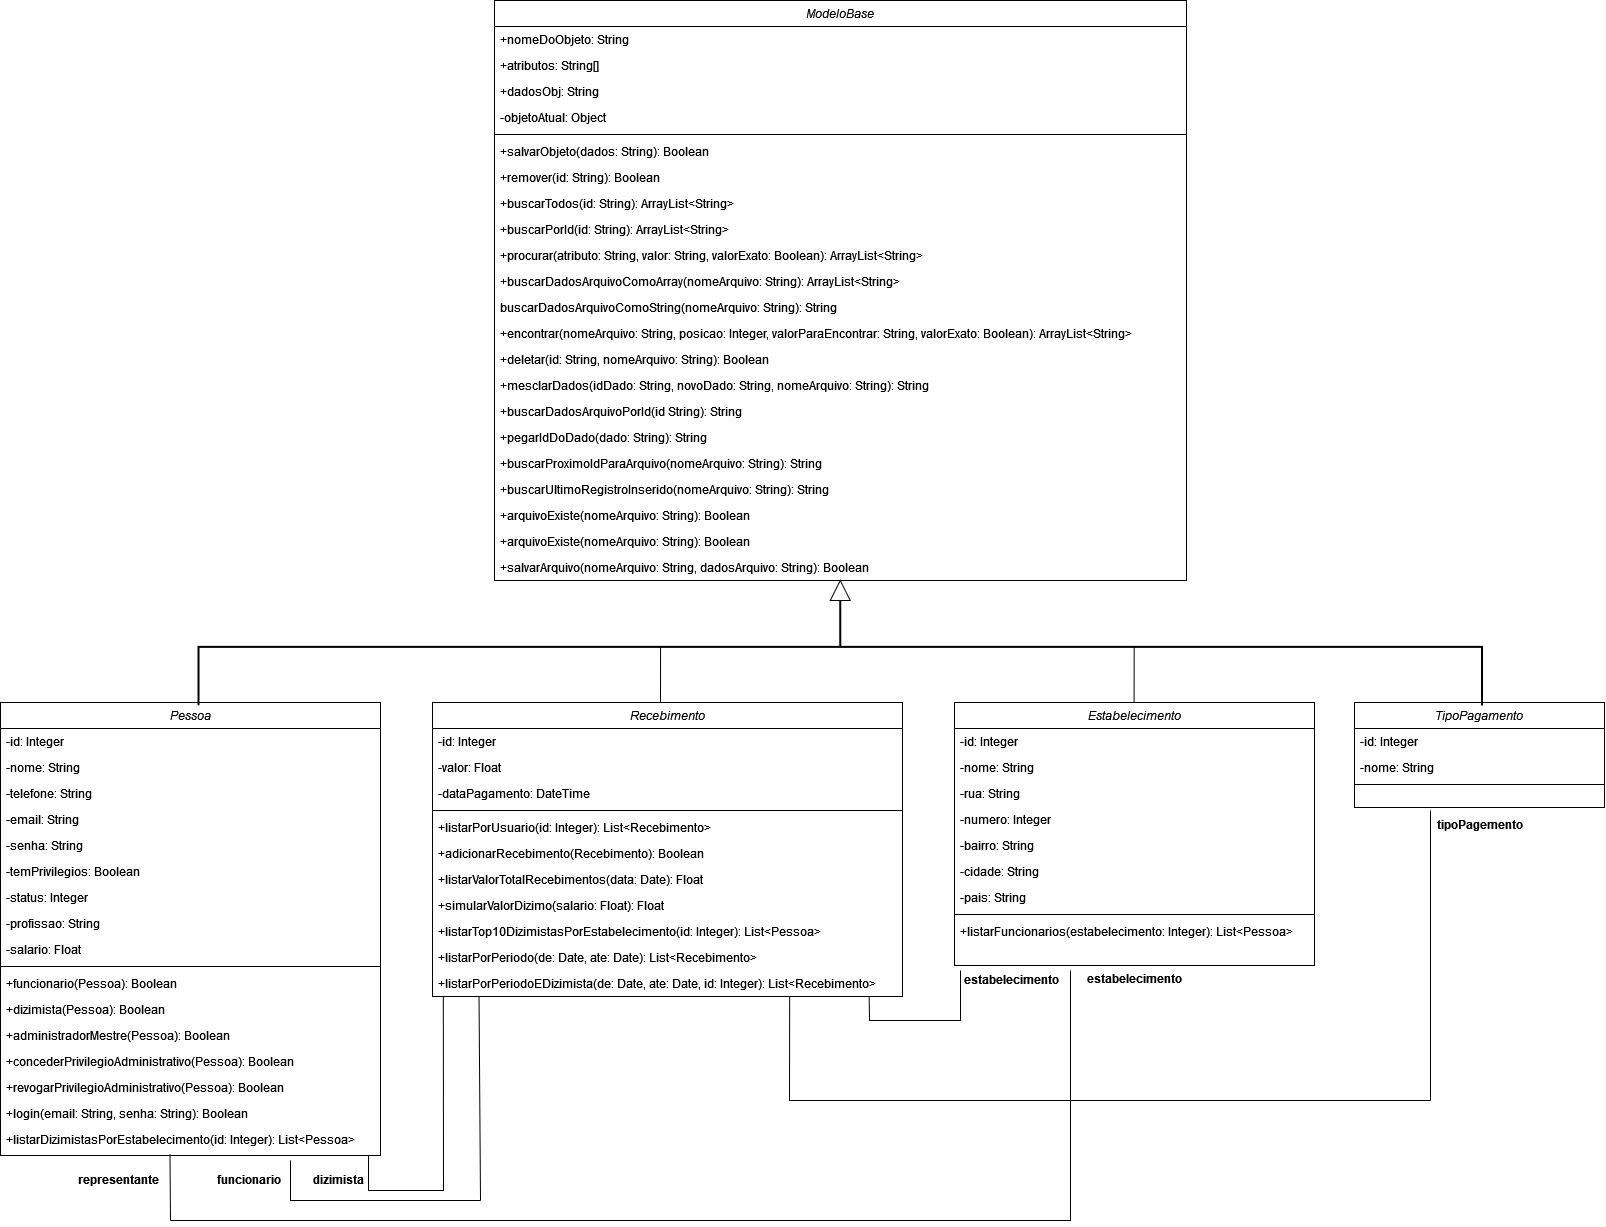 ModeloBase
+nomeDoObjeto: String
+atributos: String[]
+dadosObj: String
-objetoAtual: Object
+salvarObjeto(dados: String): Boolean
+remover(id: String): Boolean
+buscarTodos(id: String): ArrayList<String>
+buscarPorId(id: String): ArrayList<String>
+procurar(atributo: String, valor: String, valorExato: Boolean): ArrayList<String>
+buscarDadosArquivoComoArray(nomeArquivo: String): ArrayList<String>
buscarDadosArquivoComoString(nomeArquivo: String): String
+encontrar(nomeArquivo: String, posicao: Integer, valorParaEncontrar: String, valorExato: Boolean): ArrayList<String>
+deletar(id: String, nomeArquivo: String): Boolean
+mesclarDados(idDado: String, novoDado: String, nomeArquivo: String): String
+buscarDadosArquivoPorId(id String): String
+pegarIdDoDado(dado: String): String
+buscarProximoIdParaArquivo(nomeArquivo: String): String
+buscarUltimoRegistroInserido(nomeArquivo: String): String
+arquivoExiste(nomeArquivo: String): Boolean
+arquivoExiste(nomeArquivo: String): Boolean
+salvarArquivo(nomeArquivo: String, dadosArquivo: String): Boolean
Pessoa
-id: Integer
-nome: String
-telefone: String
-email: String
-senha: String
-temPrivilegios: Boolean
-status: Integer
-profissao: String
-salario: Float
+funcionario(Pessoa): Boolean
+dizimista(Pessoa): Boolean
+administradorMestre(Pessoa): Boolean
+concederPrivilegioAdministrativo(Pessoa): Boolean
+revogarPrivilegioAdministrativo(Pessoa): Boolean
+login(email: String, senha: String): Boolean
+listarDizimistasPorEstabelecimento(id: Integer): List<Pessoa>
representante
funcionario
dizimista
Recebimento
-id: Integer
-valor: Float
-dataPagamento: DateTime
+listarPorUsuario(id: Integer): List<Recebimento>
+adicionarRecebimento(Recebimento): Boolean
+listarValorTotalRecebimentos(data: Date): Float
+simularValorDizimo(salario: Float): Float
+listarTop10DizimistasPorEstabelecimento(id: Integer): List<Pessoa>
+listarPorPeriodo(de: Date, ate: Date): List<Recebimento>
+listarPorPeriodoEDizimista(de: Date, ate: Date, id: Integer): List<Recebimento>
Estabelecimento
-id: Integer
-nome: String
-rua: String
-numero: Integer
-bairro: String
-cidade: String
-pais: String
+listarFuncionarios(estabelecimento: Integer): List<Pessoa>
estabelecimento
estabelecimento
TipoPagamento
-id: Integer
-nome: String
tipoPagemento